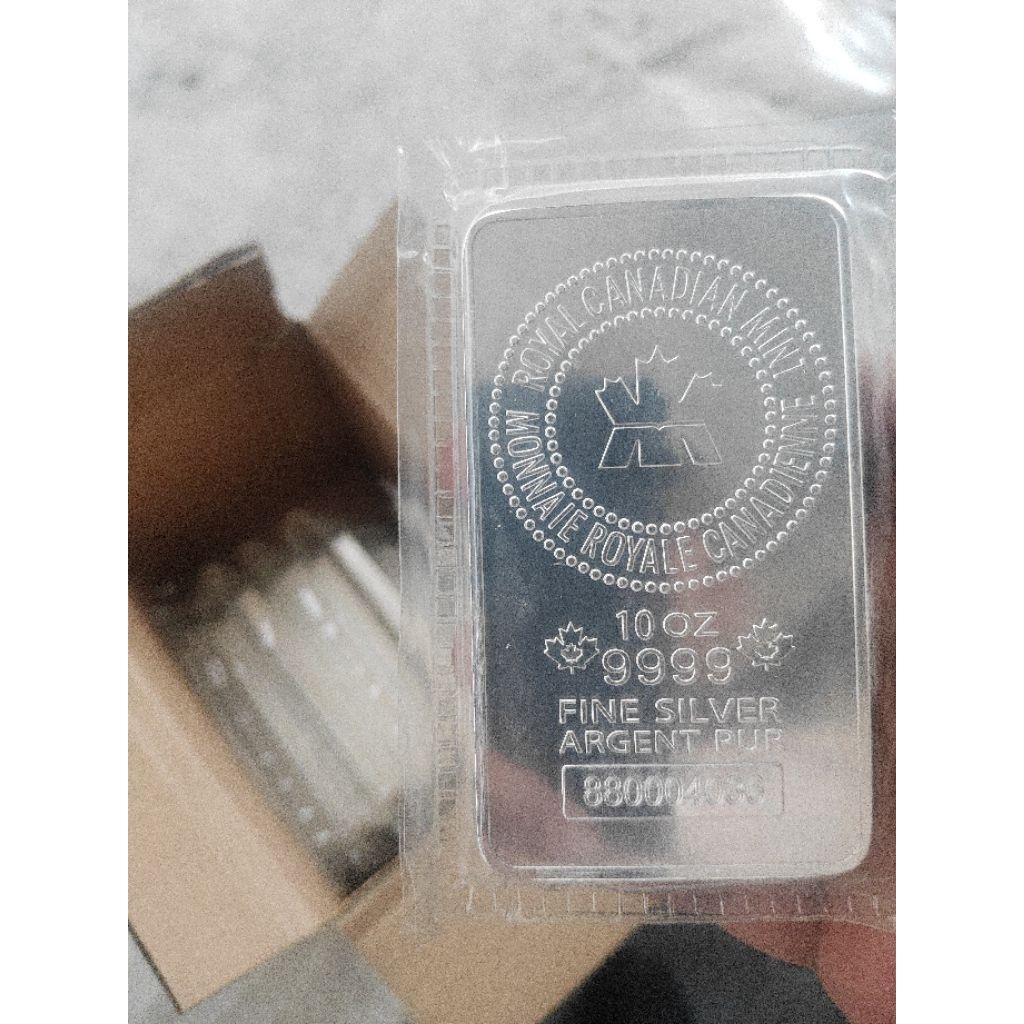 ROYAL CANADIAN MINT
MONNAIE ROYALE CANADIENNE
10 OZ
9999
FINE SILVER
ARGENT PUR